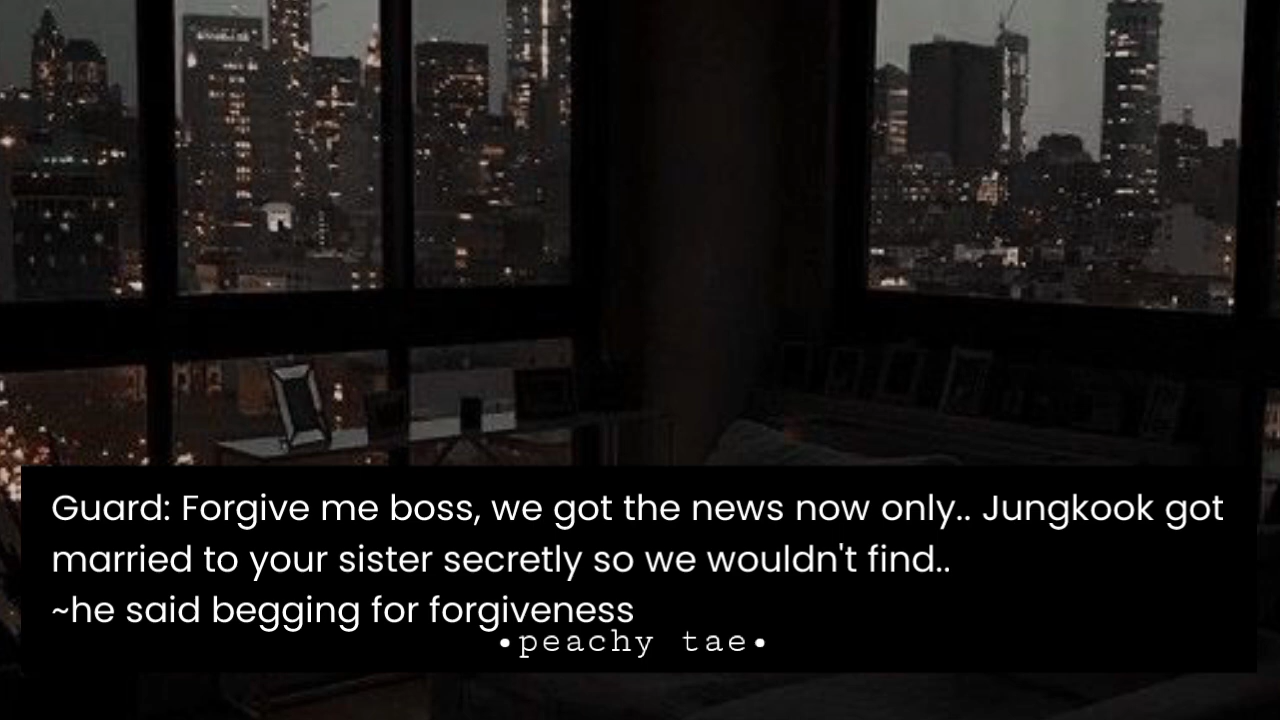 Guard: Forgive me boss, we got the news now only.. Jungkook got
married to your sister secretly so we wouldn't find..
~he said begging for forgiveness
•peachy tae•